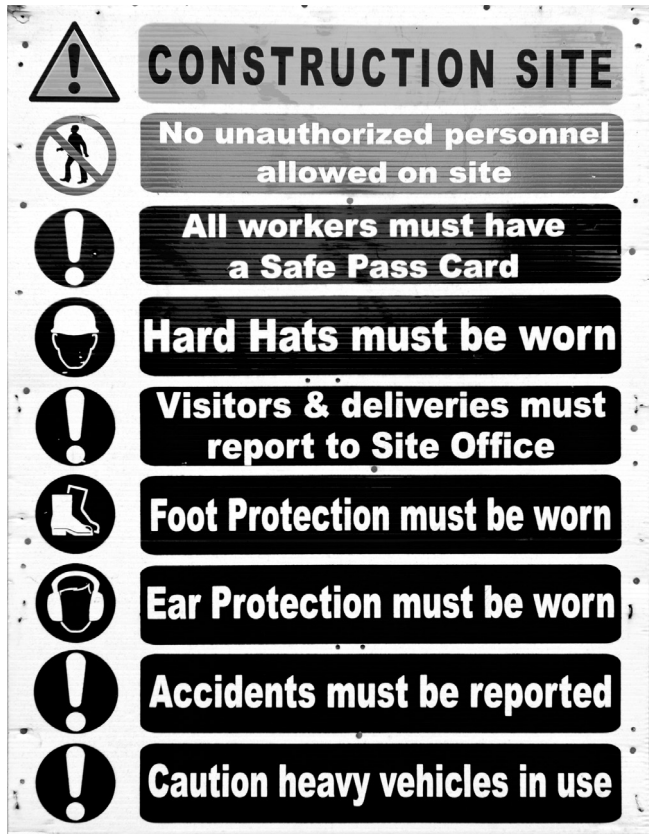 CONSTRUCTION SITE
No unauthorized personnel
allowed on site
All workers must have
a Safe Pass Card
Hard Hats must be worn
Visitors & deliveries must
report to Site Office
Foot Protection must be worn
Ear Protection must be worn
Accidents must be reported
Caution heavy vehicles in use